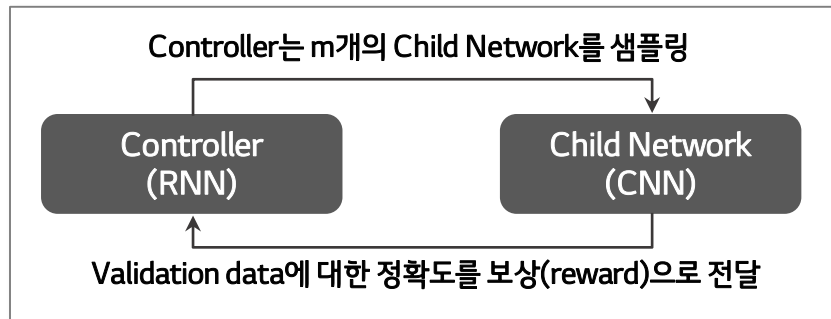 Controller는 m개의 Child Network를 샘플링
Controller
(RNN)
Child Network
(CNN)
Validation data에 대한 정확도를 보상(reward)으로 전달